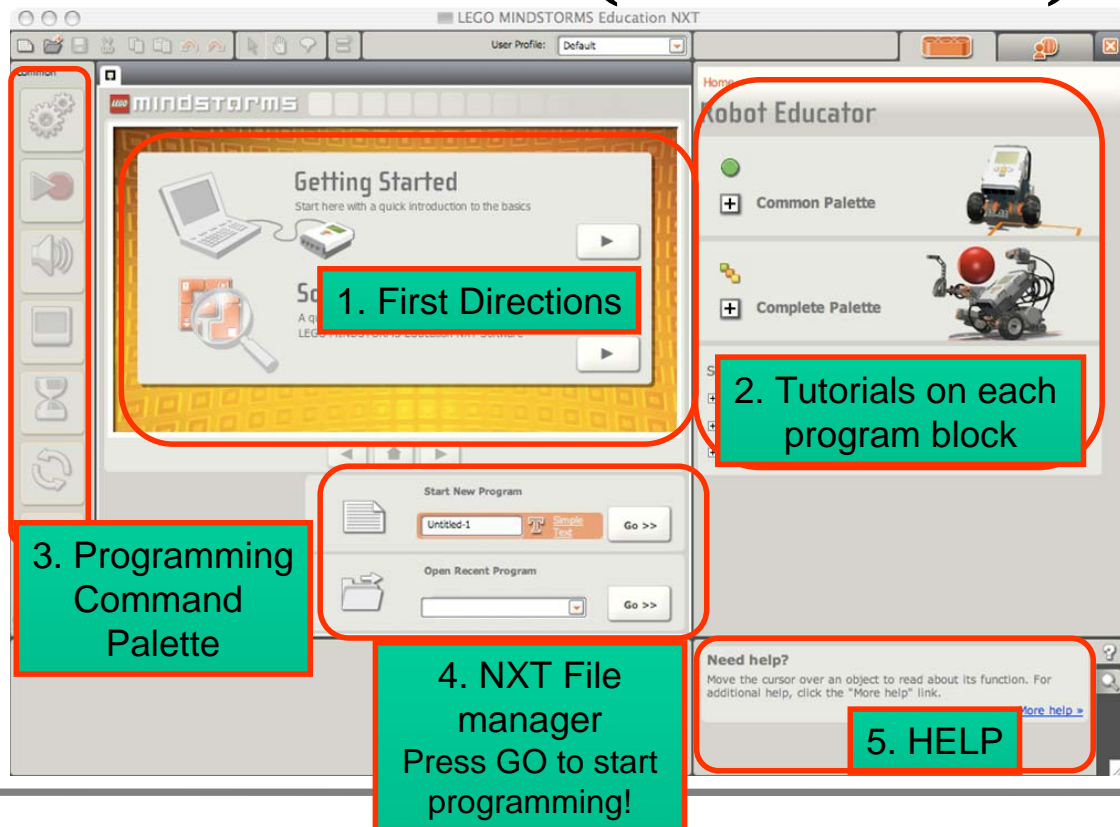 LEGO MINDSTORMS Education NXT
User Profile: Default
Common
LEGO mindstorms
Getting Started
Start here with a quick introduction to the basics
1. First Directions
Home
Robot Educator
Common Palette
Complete Palette
2. Tutorials on each
program block
3. Programming
Command
Palette
Start New Program
Untitled-1 T Simple
Text Go >>
Open Recent Program
Go >>
4. NXT File
manager
Press GO to start
programming!
Need help?
Move the cursor over an object to read about its function. For
additional help, click the "More help" link.
More help »
5. HELP